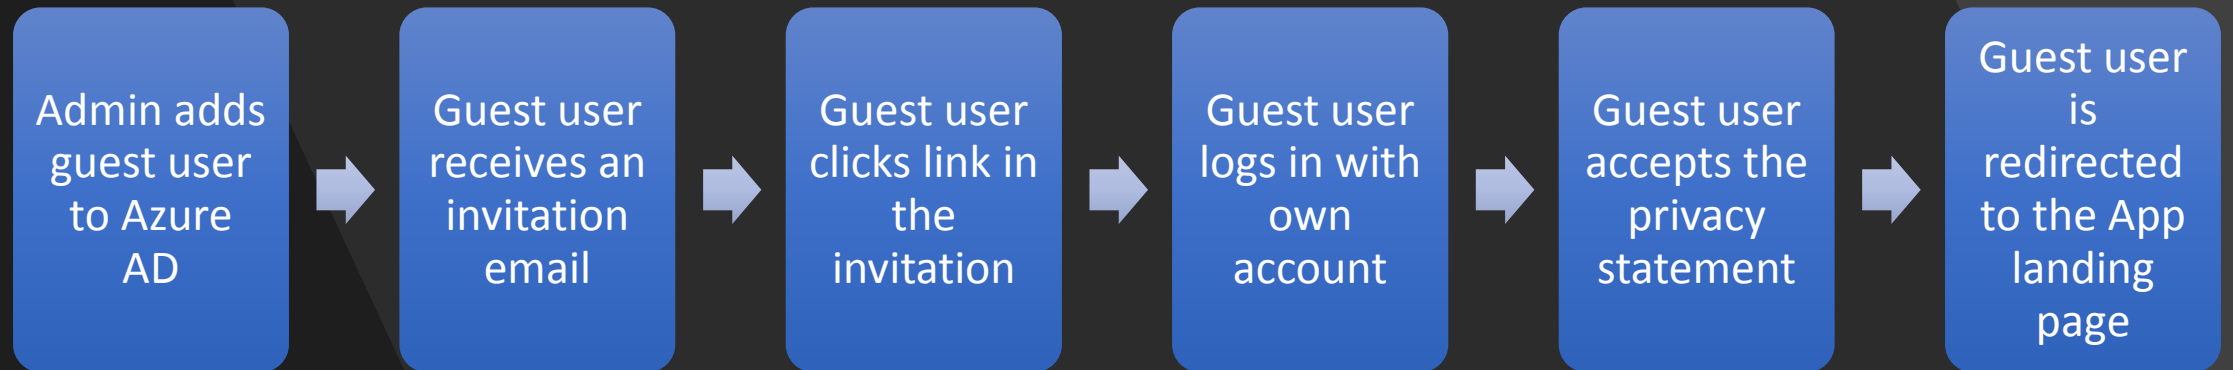 Admin adds
guest user
to Azure
AD
Guest user
receives an
invitation
email
Guest user
clicks link in
the
invitation
Guest user
logs in with
own
account
Guest user
accepts the
privacy
statement
Guest user
is
redirected
to the App
landing
page